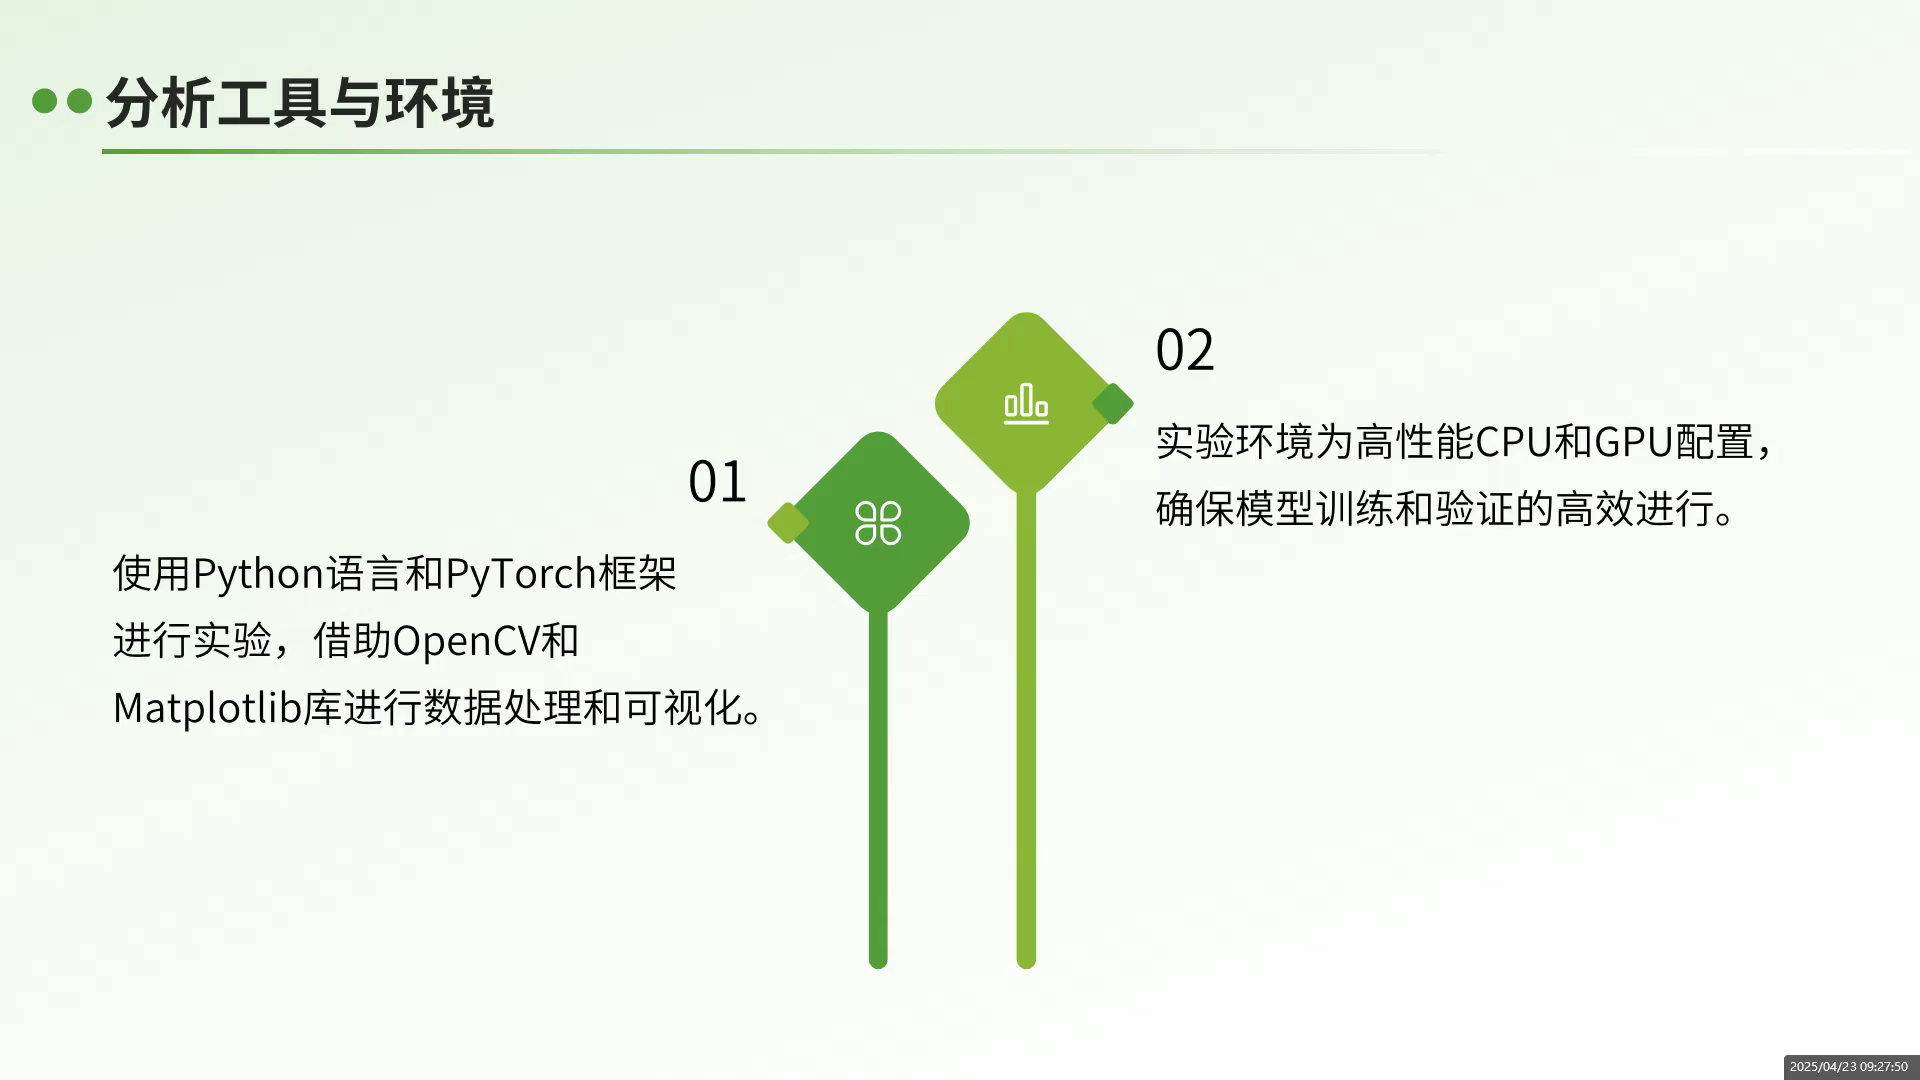 分析工具与环境
01
使用Python语言和PyTorch框架
进行实验，借助OpenCV和
Matplotlib库进行数据处理和可视化。
02
实验环境为高性能CPU和GPU配置，
确保模型训练和验证的高效进行。
2025/04/23 09:27:50